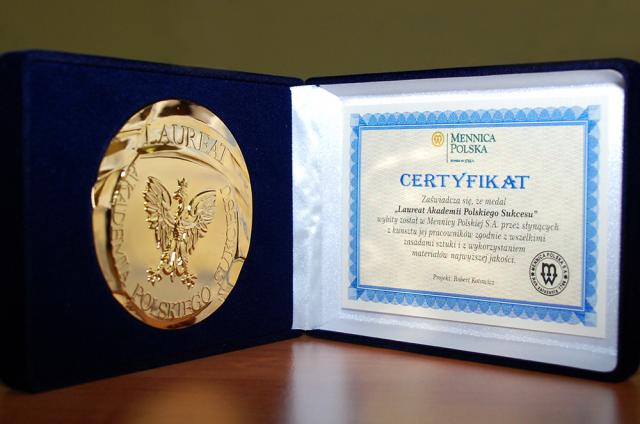 LAUREAT
AKADEMIA POLSKIEGO SUKCESU
MENNICA
POLSKA
CERTYFIKAT
Zaświadcza się, że medal
„Laureat Akademii Polskiego Sukcesu”
wybity został w Mennicy Polskiej S.A. przez słynących
z kunsztu jej pracowników zgodnie z wszelkimi
zasadami sztuki i z wykorzystaniem
materiałów najwyższej jakości.
Projekt: Robert Kotowicz
MENNICA POLSKA S.A.